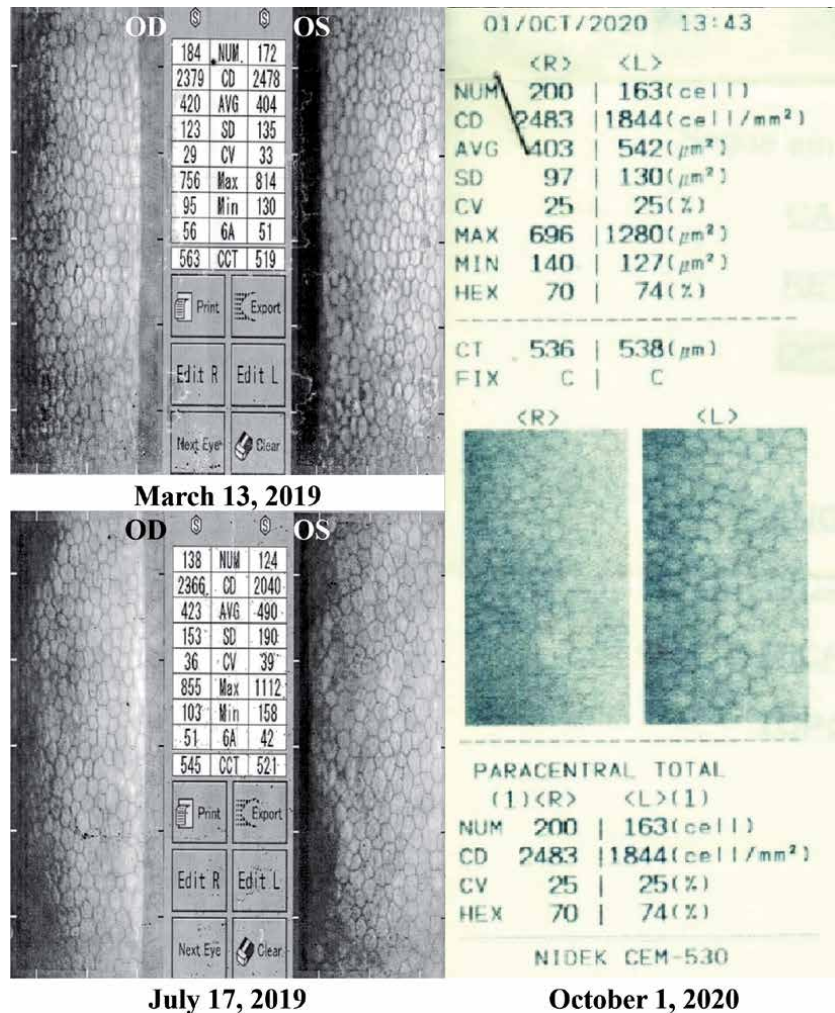 OD OS
184 NUM. 172
2379 CD 2478
420 AVG 404
123 SD 135
29 CV 33
756 Max 814
95 Min 130
56 6A 51
563 CCT 519
Print Export
Edit R Edit L
Next Eye Clear
March 13, 2019
OD OS
138 NUM 124
2366 CD 2040
423 AVG 490
153 SD 190
36 CV 39
855 Max 1112
103 Min 158
51 6A 42
545 CCT 521
Print Export
Edit R Edit L
Next Eye Clear
July 17, 2019
01/OCT/2020 13:43
<R> <L>
NUM 200 | 163(cell)
CD 2483 |1844(cell/mm²)
AVG 403 | 542(μm²)
SD 97 | 130(μm²)
CV 25 | 25(%)
MAX 696 |1280(μm²)
MIN 140 | 127(μm²)
HEX 70 | 74(%)
CT 536 | 538(μm)
FIX C | C
<R> <L>
PARACENTRAL TOTAL
(1)<R> <L>(1)
NUM 200 | 163(cell)
CD 2483 |1844(cell/mm²)
CV 25 | 25(%)
HEX 70 | 74(%)
NIDEK CEM-530
October 1, 2020